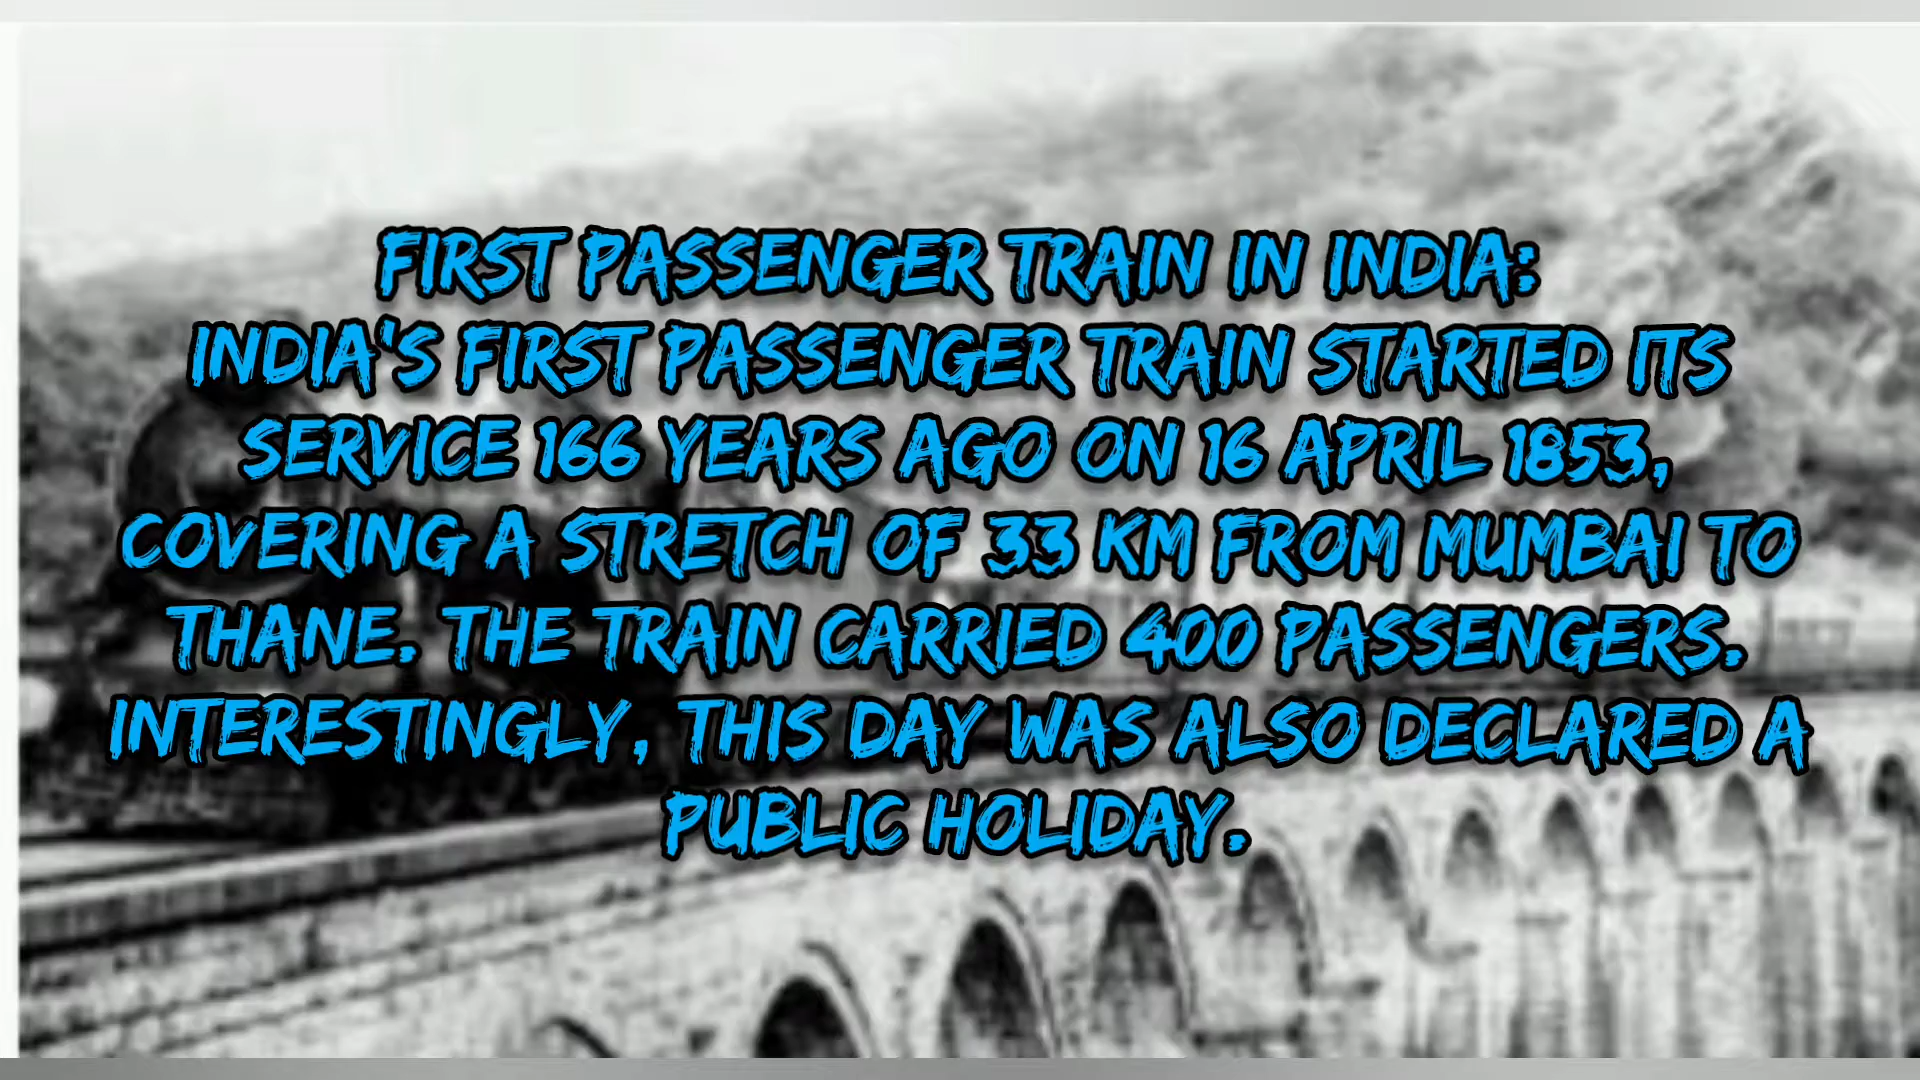 FIRST PASSENGER TRAIN IN INDIA:
INDIA'S FIRST PASSENGER TRAIN STARTED ITS
SERVICE 166 YEARS AGO ON 16 APRIL 1853,
COVERING A STRETCH OF 33 KM FROM MUMBAI TO
THANE. THE TRAIN CARRIED 400 PASSENGERS.
INTERESTINGLY, THIS DAY WAS ALSO DECLARED A
PUBLIC HOLIDAY.